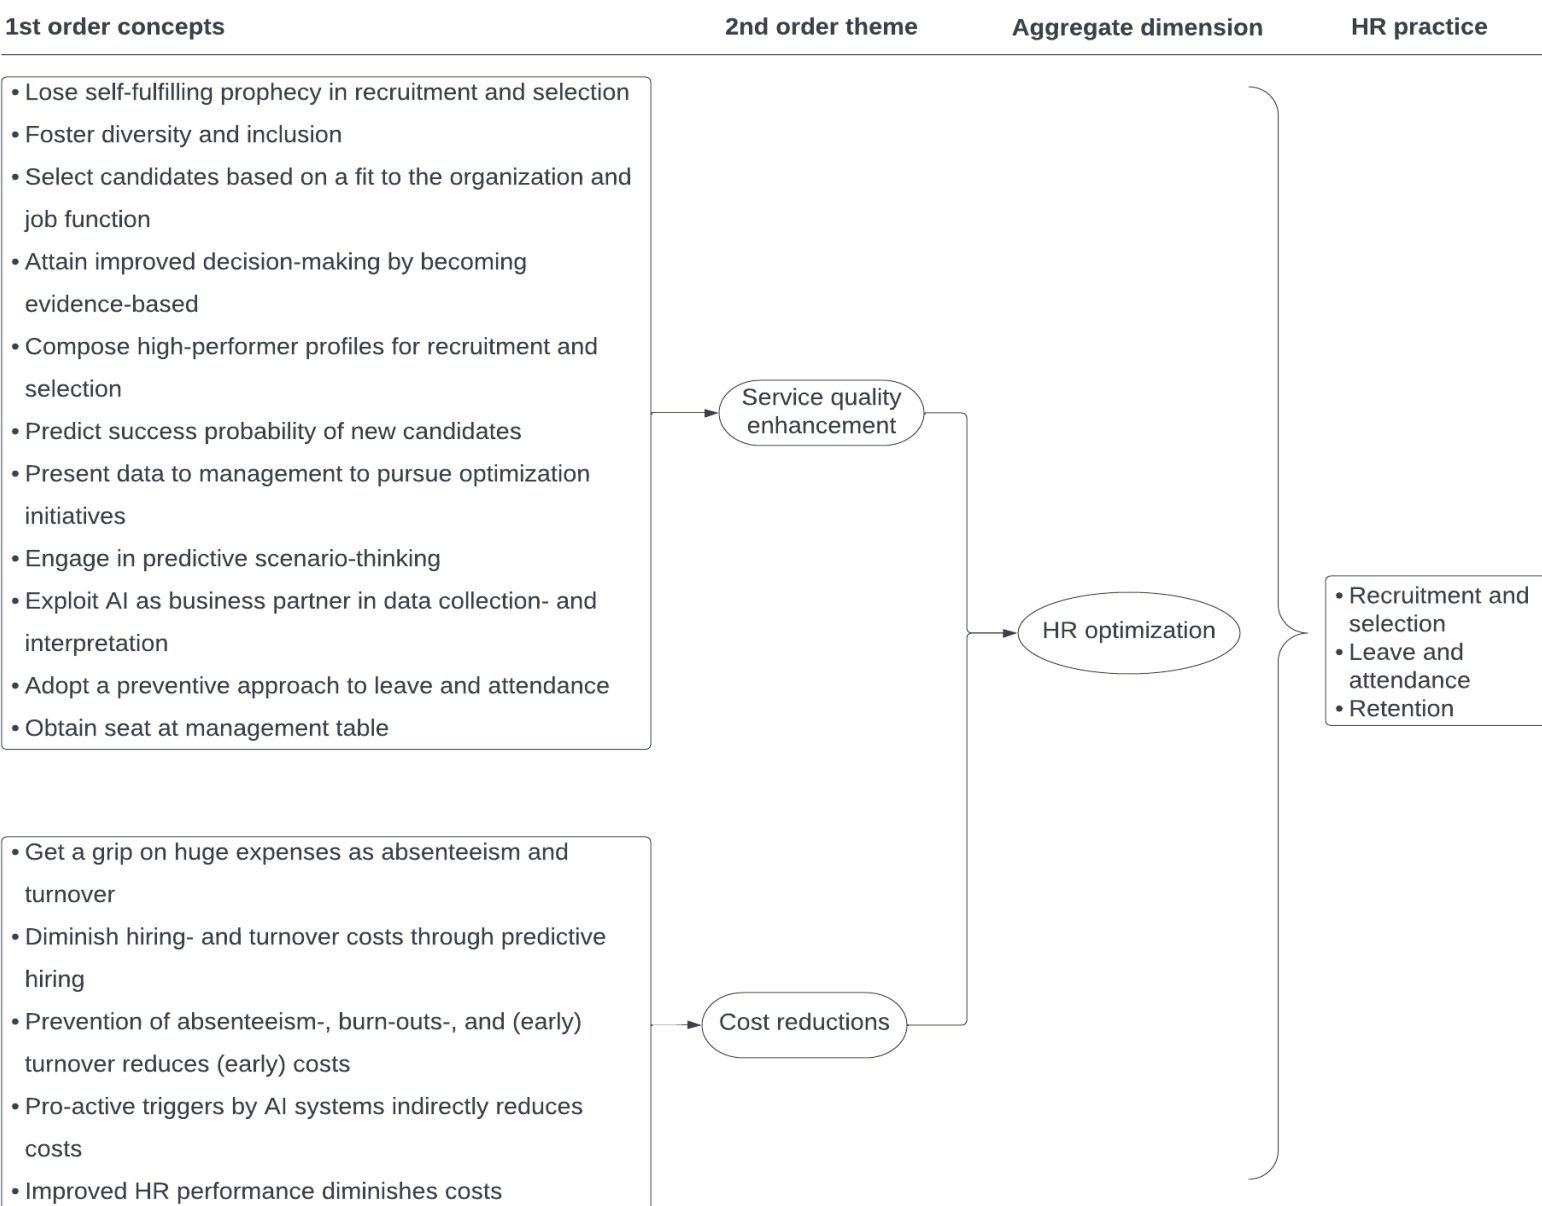 1st order concepts
2nd order theme
Aggregate dimension
HR practice
• Lose self-fulfilling prophecy in recruitment and selection
• Foster diversity and inclusion
• Select candidates based on a fit to the organization and
job function
• Attain improved decision-making by becoming
evidence-based
• Compose high-performer profiles for recruitment and
selection
• Predict success probability of new candidates
• Present data to management to pursue optimization
initiatives
• Engage in predictive scenario-thinking
• Exploit AI as business partner in data collection- and
interpretation
• Adopt a preventive approach to leave and attendance
• Obtain seat at management table
Service quality
enhancement
• Get a grip on huge expenses as absenteeism and
turnover
• Diminish hiring- and turnover costs through predictive
hiring
• Prevention of absenteeism-, burn-outs-, and (early)
turnover reduces (early) costs
• Pro-active triggers by AI systems indirectly reduces
costs
• Improved HR performance diminishes costs
Cost reductions
HR optimization
• Recruitment and
selection
• Leave and
attendance
• Retention